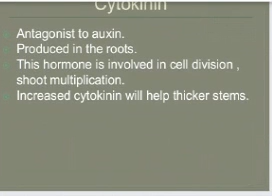 Cytokinin
Antagonist to auxin.
Produced in the roots.
This hormone is involved in cell division ,
shoot multiplication.
Increased cytokinin will help thicker stems.